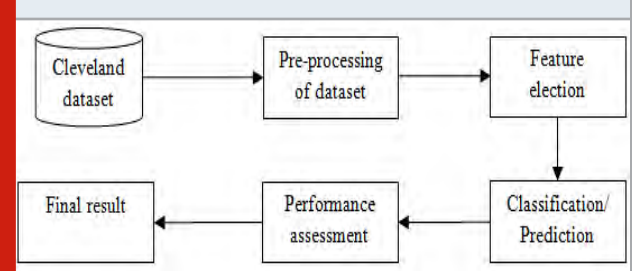 Cleveland
dataset
Pre-processing
of dataset
Feature
election
Classification/
Prediction
Performance
assessment
Final result